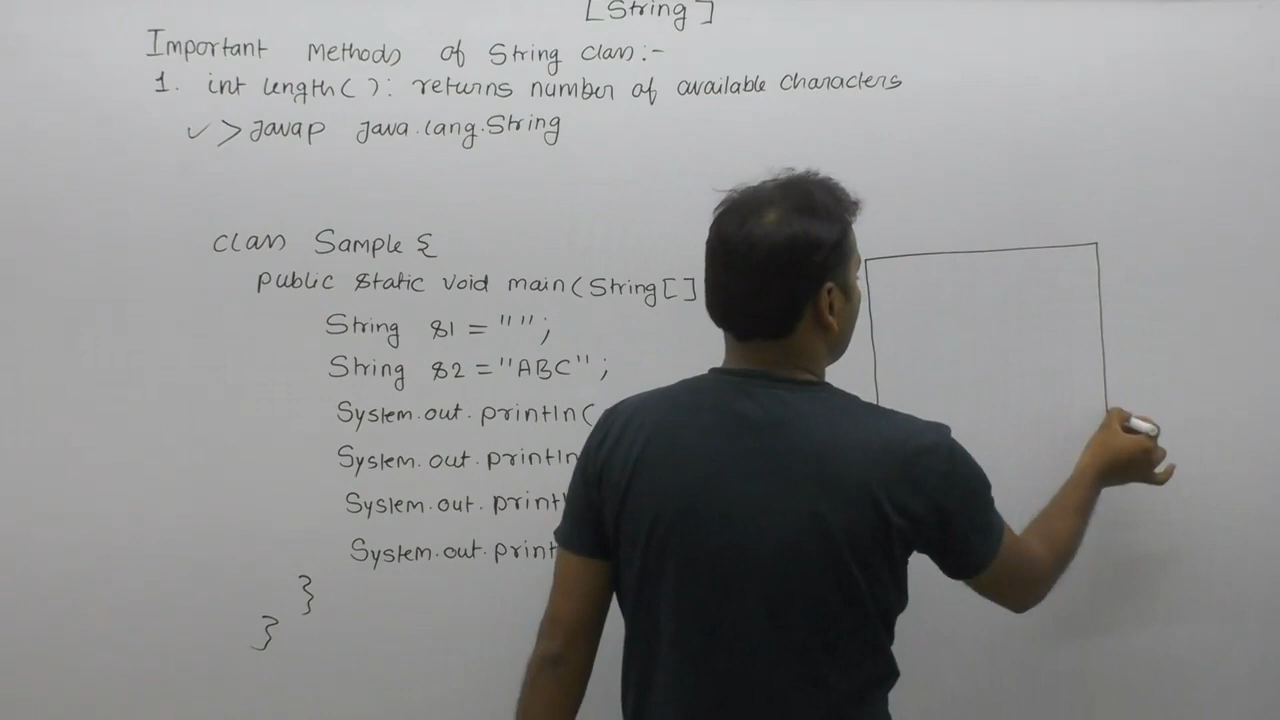 [String]
Important Methods of String class:-
1. int length( ): returns number of available characters
✓ > Javap Java.lang.String
class Sample {
public static void main(String[]
String s1 = "";
String s2 = "ABC";
System.out.println(
System.out.println
System.out.printl
System.out.print
}
}